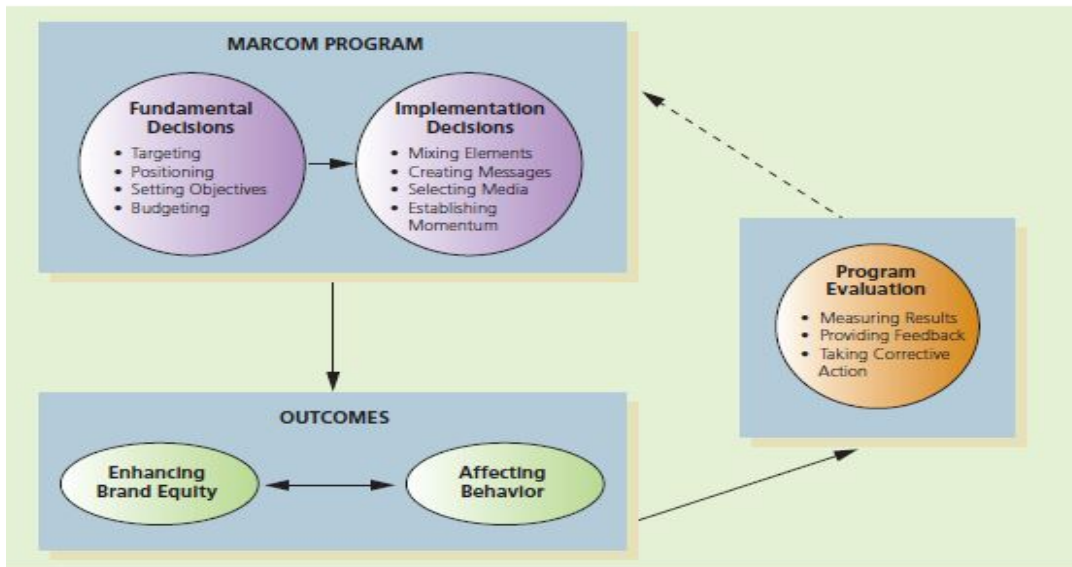 MARCOM PROGRAM
Fundamental
Decisions
• Targeting
• Positioning
• Setting Objectives
• Budgeting
Implementation
Decisions
• Mixing Elements
• Creating Messages
• Selecting Media
• Establishing
Momentum
Program
Evaluation
• Measuring Results
• Providing Feedback
• Taking Corrective
Action
OUTCOMES
Enhancing
Brand Equity
Affecting
Behavior